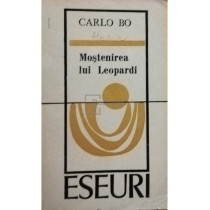 CARLO BO
Moștenirea
lui Leopardi
ESEURI